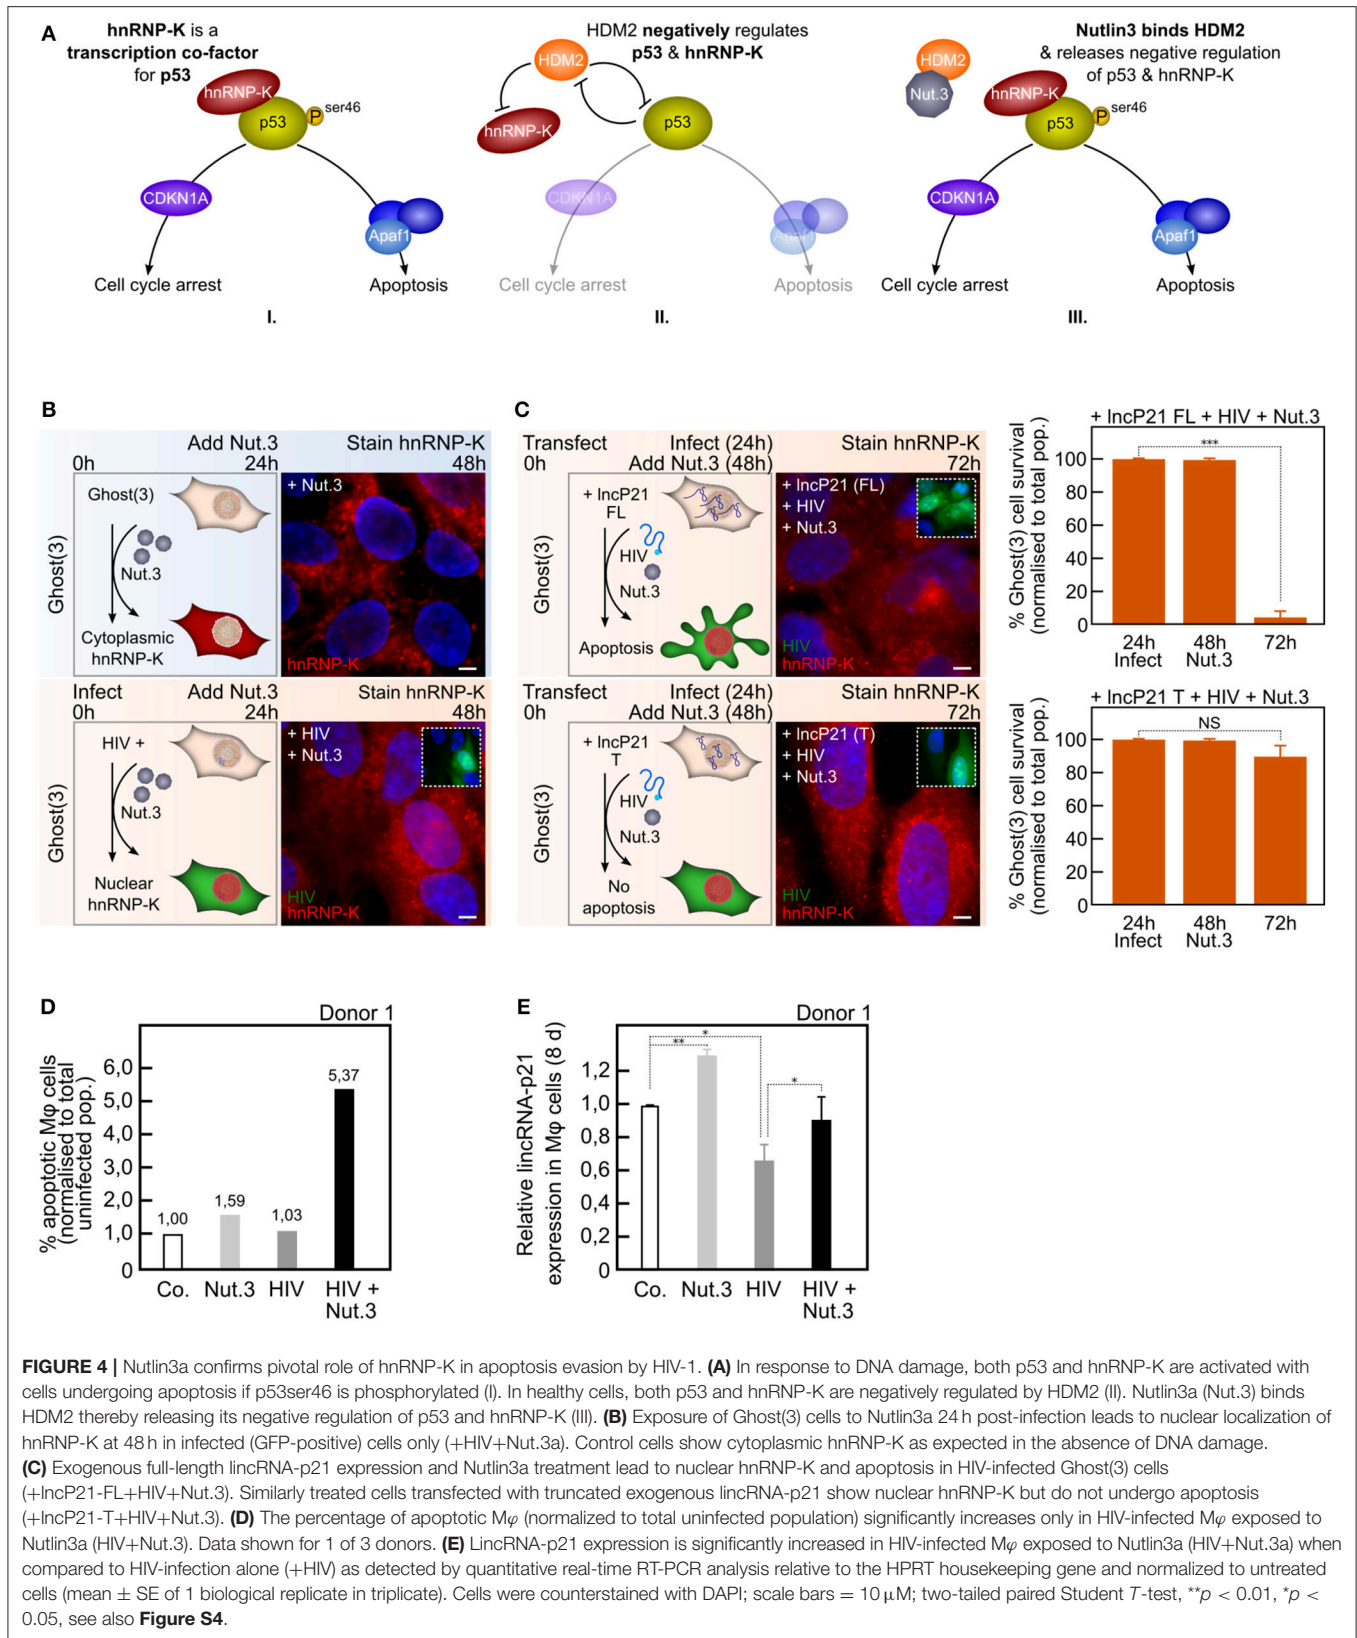 A
hnRNP-K is a
transcription co-factor
for p53
hnRNP-K
p53
P
ser46
CDKN1A
Apaf1
Cell cycle arrest
Apoptosis
I.
HDM2 negatively regulates
p53 & hnRNP-K
HDM2
hnRNP-K
p53
CDKN1A
Apaf1
Cell cycle arrest
Apoptosis
II.
Nutlin3 binds HDM2
& releases negative regulation
of p53 & hnRNP-K
HDM2
Nut.3
hnRNP-K
p53
P
ser46
CDKN1A
Apaf1
Cell cycle arrest
Apoptosis
III.
B
Add Nut.3
Stain hnRNP-K
0h
24h
48h
Ghost(3)
Ghost(3)
Nut.3
Cytoplasmic
hnRNP-K
+ Nut.3
hnRNP-K
Infect
Add Nut.3
Stain hnRNP-K
0h
24h
48h
Ghost(3)
HIV +
Nut.3
Nuclear
hnRNP-K
+ HIV
+ Nut.3
HIV
hnRNP-K
C
Transfect
Infect (24h)
Stain hnRNP-K
0h
Add Nut.3 (48h)
72h
Ghost(3)
+ lncP21
FL
HIV
Nut.3
Apoptosis
+ lncP21 (FL)
+ HIV
+ Nut.3
HIV
hnRNP-K
Transfect
Infect (24h)
Stain hnRNP-K
0h
Add Nut.3 (48h)
72h
Ghost(3)
+ lncP21
T
HIV
Nut.3
No
apoptosis
+ lncP21 (T)
+ HIV
+ Nut.3
HIV
hnRNP-K
+ lncP21 FL + HIV + Nut.3
% Ghost(3) cell survival
(normalised to total pop.)
***
100
80
60
40
20
0
24h
Infect
48h
Nut.3
72h
+ lncP21 T + HIV + Nut.3
% Ghost(3) cell survival
(normalised to total pop.)
NS
100
80
60
40
20
0
24h
Infect
48h
Nut.3
72h
D
Donor 1
% apoptotic Mφ cells
(normalised to total
uninfected pop.)
6,0
5,0
4,0
3,0
2,0
1,0
0
1,00
1,59
1,03
5,37
Co.
Nut.3
HIV
HIV +
Nut.3
E
Donor 1
Relative lincRNA-p21
expression in Mφ cells (8 d)
1,2
1,0
0,8
0,6
0,4
0,2
0
*
**
*
Co.
Nut.3
HIV
HIV +
Nut.3
FIGURE 4 | Nutlin3a confirms pivotal role of hnRNP-K in apoptosis evasion by HIV-1. (A) In response to DNA damage, both p53 and hnRNP-K are activated with
cells undergoing apoptosis if p53ser46 is phosphorylated (I). In healthy cells, both p53 and hnRNP-K are negatively regulated by HDM2 (II). Nutlin3a (Nut.3) binds
HDM2 thereby releasing its negative regulation of p53 and hnRNP-K (III). (B) Exposure of Ghost(3) cells to Nutlin3a 24 h post-infection leads to nuclear localization of
hnRNP-K at 48 h in infected (GFP-positive) cells only (+HIV+Nut.3a). Control cells show cytoplasmic hnRNP-K as expected in the absence of DNA damage.
(C) Exogenous full-length lincRNA-p21 expression and Nutlin3a treatment lead to nuclear hnRNP-K and apoptosis in HIV-infected Ghost(3) cells
(+lncP21-FL+HIV+Nut.3). Similarly treated cells transfected with truncated exogenous lincRNA-p21 show nuclear hnRNP-K but do not undergo apoptosis
(+lncP21-T+HIV+Nut.3). (D) The percentage of apoptotic Mφ (normalized to total uninfected population) significantly increases only in HIV-infected Mφ exposed to
Nutlin3a (HIV+Nut.3). Data shown for 1 of 3 donors. (E) LincRNA-p21 expression is significantly increased in HIV-infected Mφ exposed to Nutlin3a (HIV+Nut.3a) when
compared to HIV-infection alone (+HIV) as detected by quantitative real-time RT-PCR analysis relative to the HPRT housekeeping gene and normalized to untreated
cells (mean ± SE of 1 biological replicate in triplicate). Cells were counterstained with DAPI; scale bars = 10 μM; two-tailed paired Student T-test, **p < 0.01, *p <
0.05, see also Figure S4.